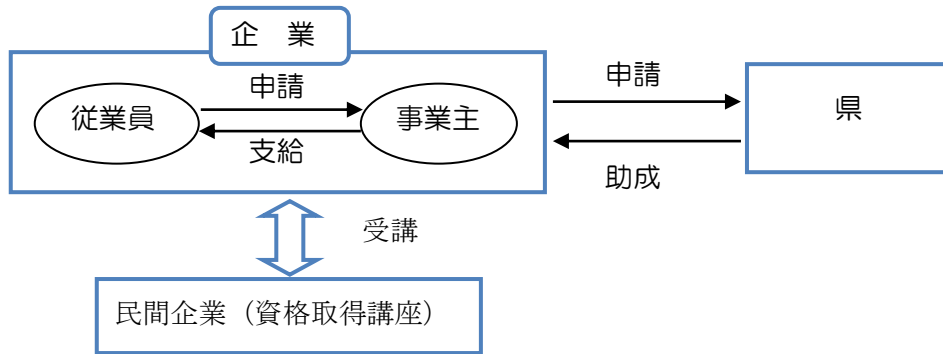 企　業
申請
従業員
事業主
支給
申請
県
助成
受講
民間企業（資格取得講座）